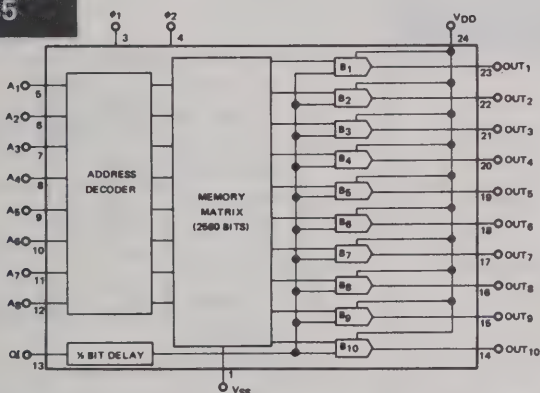 5
φ1
φ2
VDD
3
4
24
B1
23
OUT1
A1
5
B2
22
OUT2
A2
6
B3
21
OUT3
A3
7
B4
20
OUT4
A4
8
ADDRESS
DECODER
MEMORY
MATRIX
(2560 BITS)
B5
19
OUT5
A5
9
B6
18
OUT6
A6
10
B7
17
OUT7
A7
11
B8
16
OUT8
A8
12
B9
15
OUT9
OI
13
½ BIT DELAY
B10
14
OUT10
1
VSS